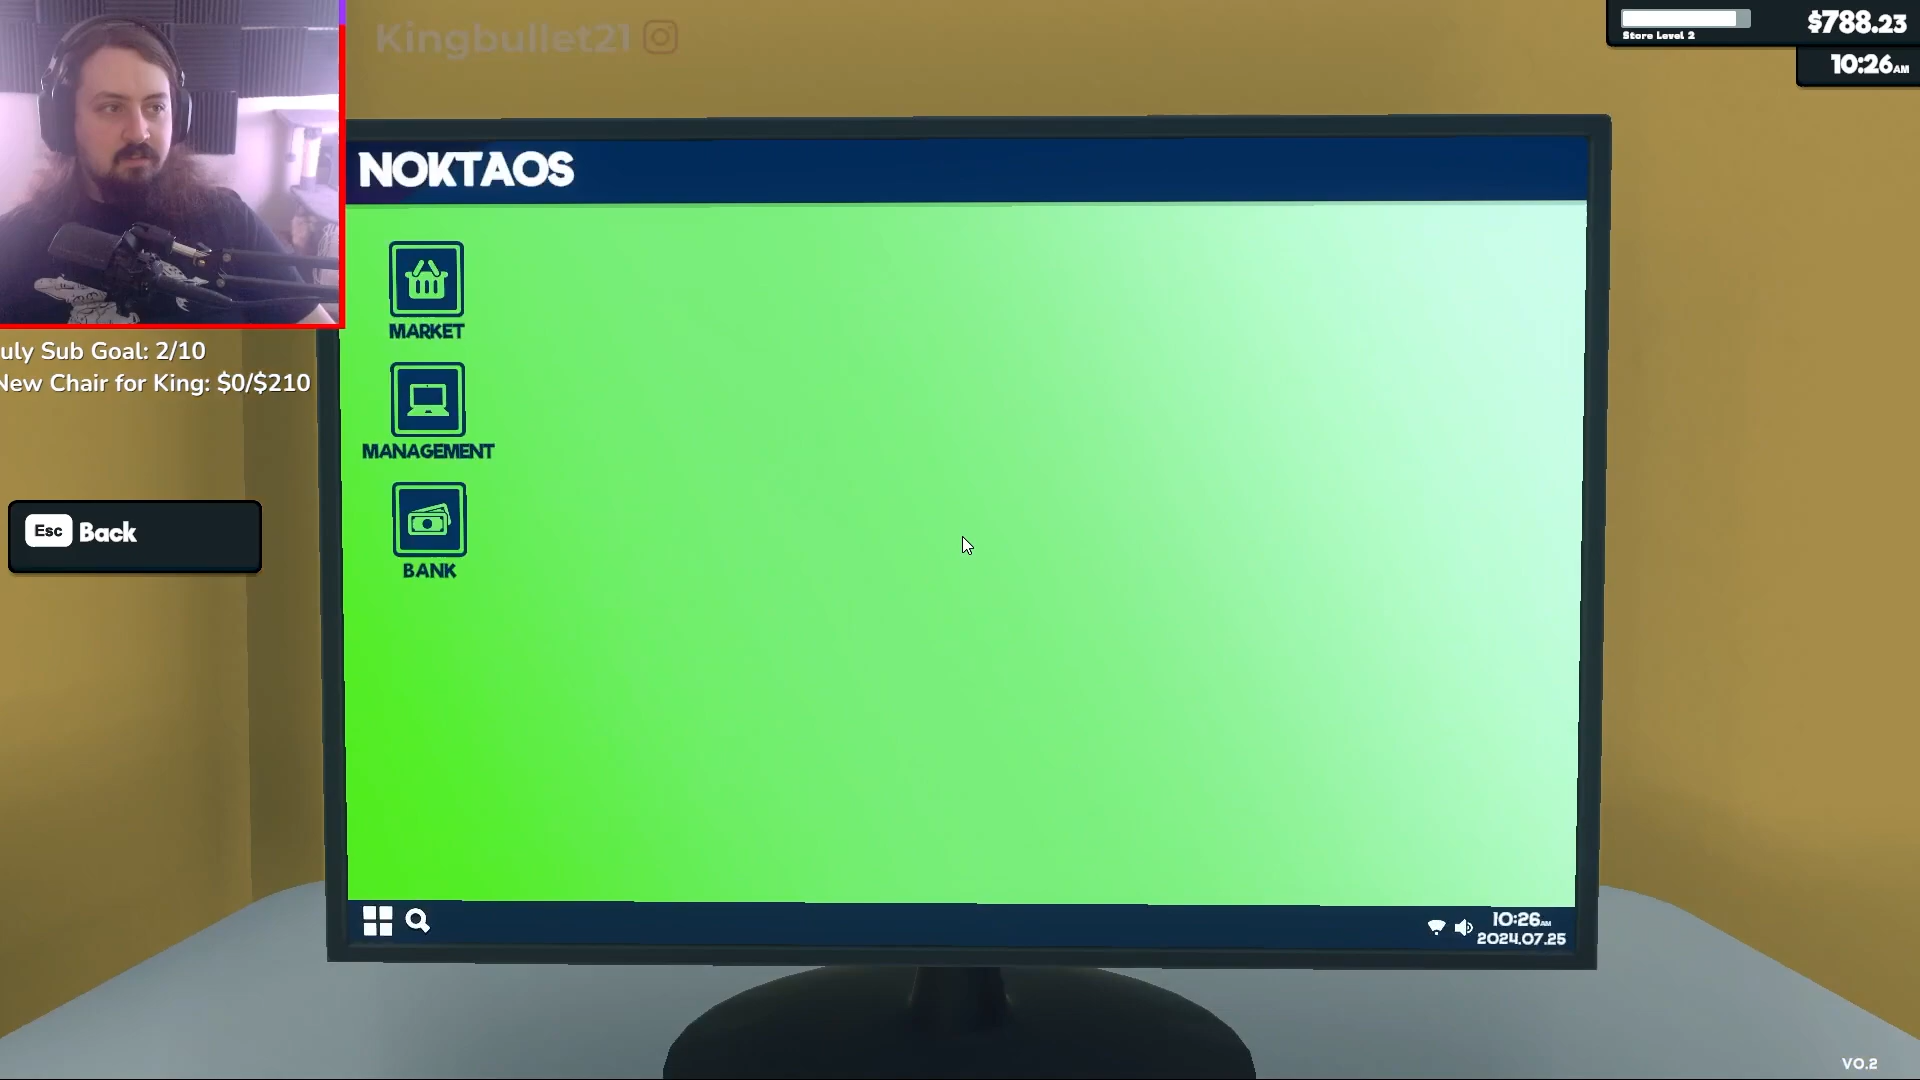 Kingbullet21
$788.23
Store Level 2
10:26AM
NOKTAOS
MARKET
uly Sub Goal: 2/10
New Chair for King: $0/$210
MANAGEMENT
Esc Back
BANK
10:26AM
2024.07.25
V0.2